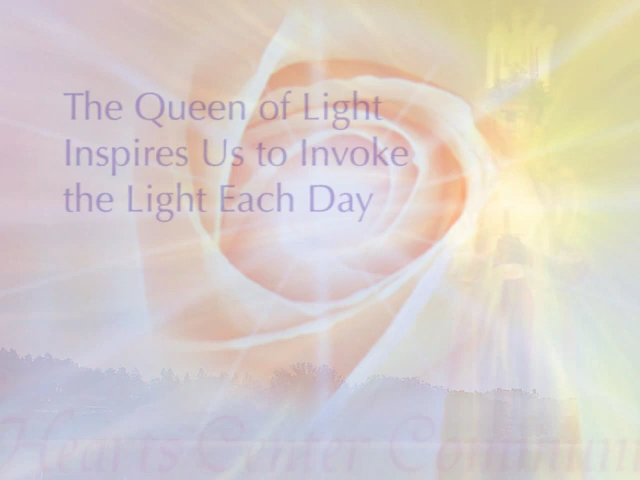 The Queen of Light
Inspires Us to Invoke
the Light Each Day
Hearts Center